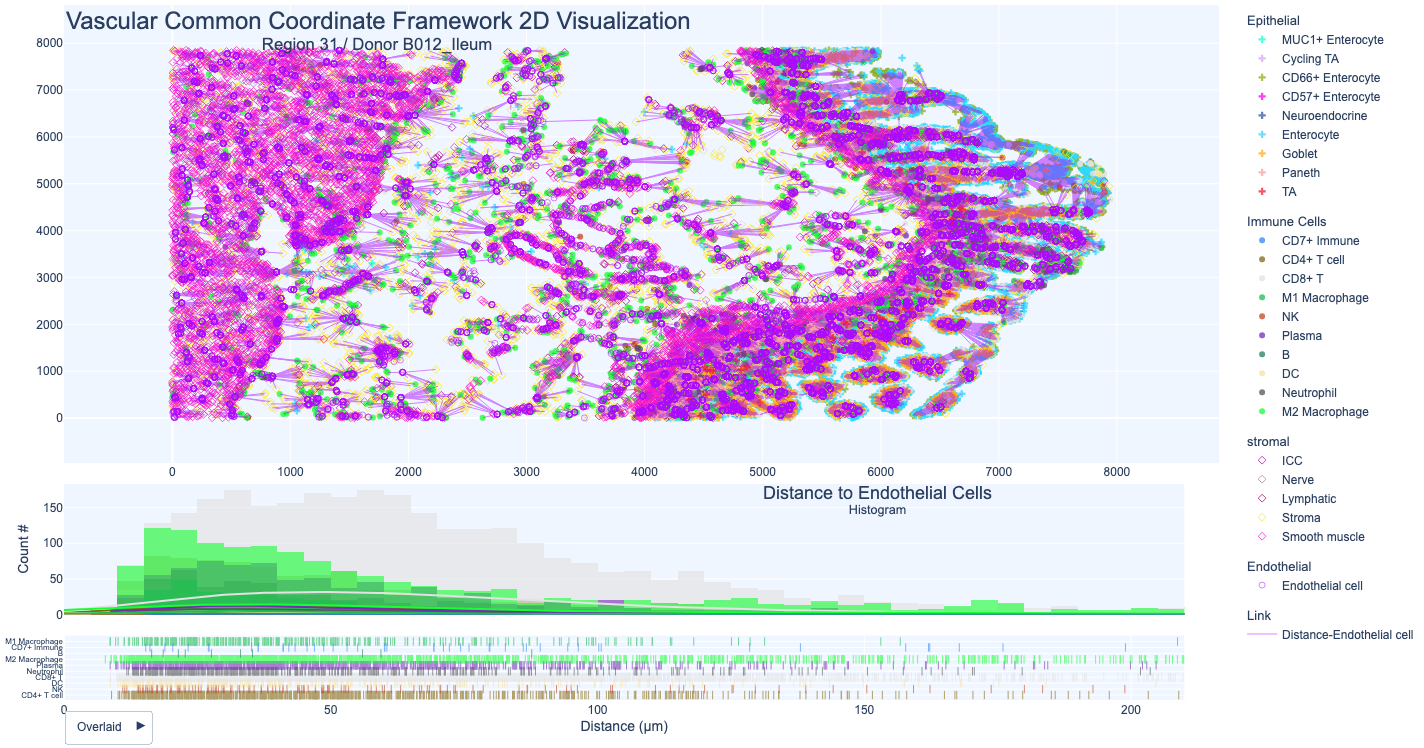 Vascular Common Coordinate Framework 2D Visualization
Region 31 / Donor B012_Ileum
8000
7000
6000
5000
4000
3000
2000
1000
0
0 1000 2000 3000 4000 5000 6000 7000 8000
Epithelial
MUC1+ Enterocyte
Cycling TA
CD66+ Enterocyte
CD57+ Enterocyte
Neuroendocrine
Enterocyte
Goblet
Paneth
TA
Immune Cells
CD7+ Immune
CD4+ T cell
CD8+ T
M1 Macrophage
NK
Plasma
B
DC
Neutrophil
M2 Macrophage
stromal
ICC
Nerve
Lymphatic
Stroma
Smooth muscle
Endothelial
Endothelial cell
Link
Distance-Endothelial cell
Distance to Endothelial Cells
Histogram
Count #
150
100
50
0
M1 Macrophage
CD7+ Immune
B
M2 Macrophage
Plasma
Neutrophil
CD8+ T
DC
NK
CD4+ T cell
0 50 100 150 200
Distance (μm)
Overlaid ▶